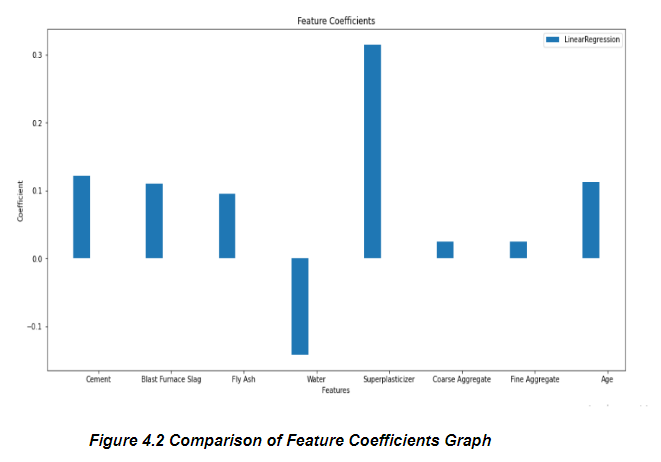 Feature Coefficients
LinearRegression
0.3
0.2
0.1
0.0
−0.1
Coefficient
Cement Blast Furnace Slag Fly Ash Water Superplasticizer Coarse Aggregate Fine Aggregate Age
Features
Figure 4.2 Comparison of Feature Coefficients Graph